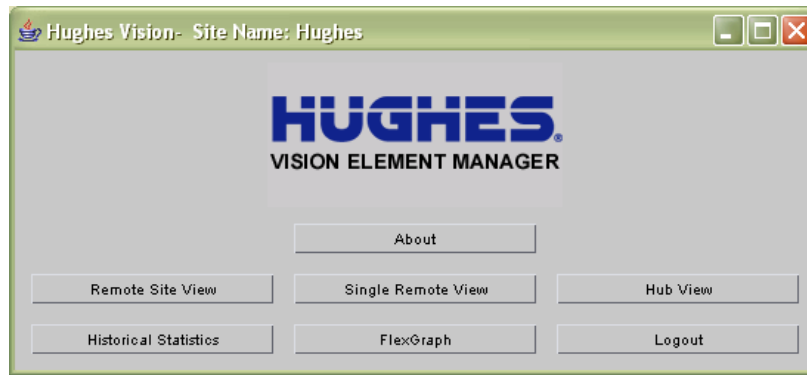 Hughes Vision- Site Name: Hughes
HUGHES®
VISION ELEMENT MANAGER
About
Remote Site View Single Remote View Hub View
Historical Statistics FlexGraph Logout